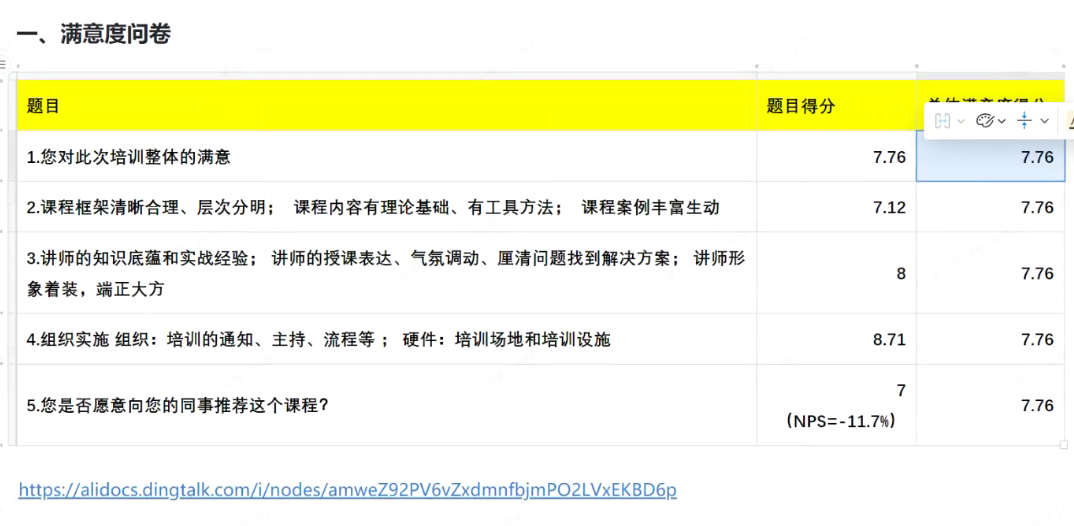 一、满意度问卷
题目 题目得分
1.您对此次培训整体的满意 7.76 7.76
2.课程框架清晰合理、层次分明； 课程内容有理论基础、有工具方法； 课程案例丰富生动 7.12 7.76
3.讲师的知识底蕴和实战经验； 讲师的授课表达、气氛调动、厘清问题找到解决方案； 讲师形
象着装，端正大方 8 7.76
4.组织实施 组织：培训的通知、主持、流程等 ； 硬件：培训场地和培训设施 8.71 7.76
5.您是否愿意向您的同事推荐这个课程? 7 7.76
(NPS=-11.7%)
https://alidocs.dingtalk.com/i/nodes/amweZ92PV6vZxdmnfbjmPO2LVxEKBD6p